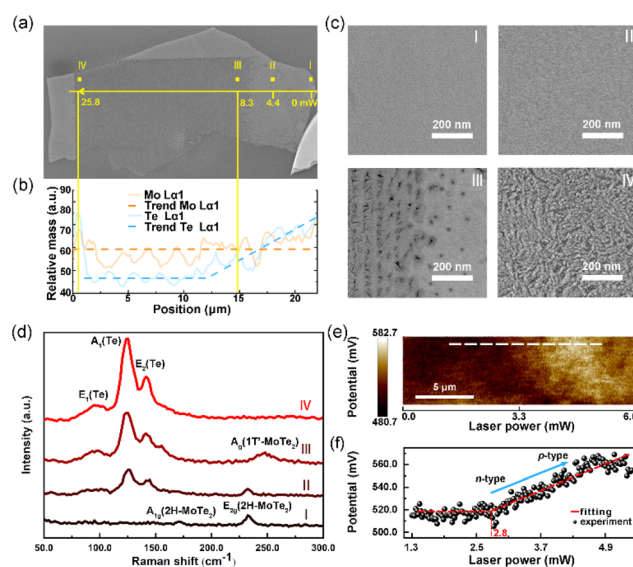 (a)
IV
III
II
I
25.8
8.3
4.4
0 mW
(b)
Relative mass (a.u.)
90
80
70
60
50
40
Mo Lα1
Trend Mo Lα1
Te Lα1
Trend Te Lα1
0
5
10
15
20
Position (μm)
(c)
I
200 nm
II
200 nm
III
200 nm
IV
200 nm
(d)
Intensity (a.u.)
A₁(Te)
E₂(Te)
E₁(Te)
IV
A_g(1T'-MoTe₂)
III
II
A₁g(2H-MoTe₂)
E₂g(2H-MoTe₂)
I
50.0
100.0
150.0
200.0
250.0
300.0
Raman shift (cm⁻¹)
(e)
582.7
480.7
Potential (mV)
5 μm
0.0
3.3
6.
Laser power (mW)
(f)
Potential (mV)
560.0
540.0
520.0
500.0
n-type
p-type
2.8
fitting
experiment
1.3
2.5
3.7
4.9
Laser power (mW)